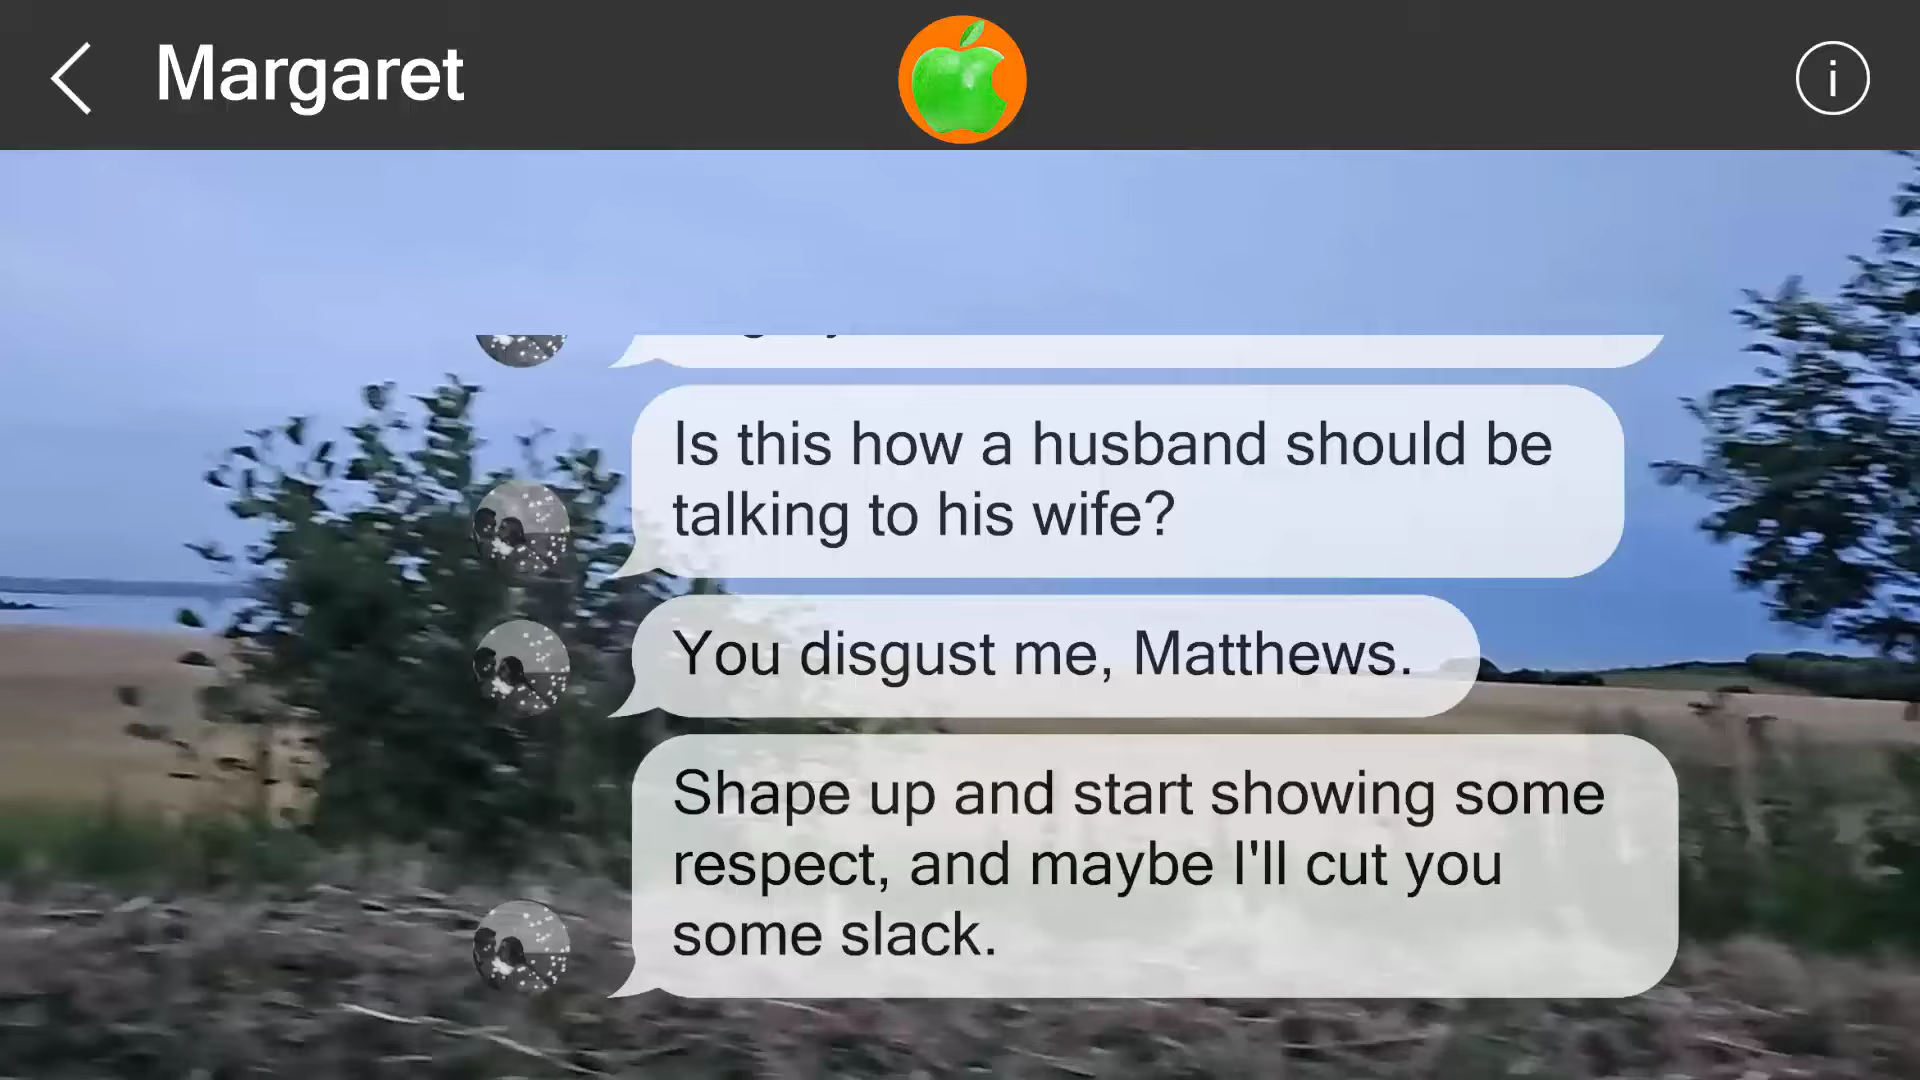 Margaret
Is this how a husband should be
talking to his wife?
You disgust me, Matthews.
Shape up and start showing some
respect, and maybe I'll cut you
some slack.